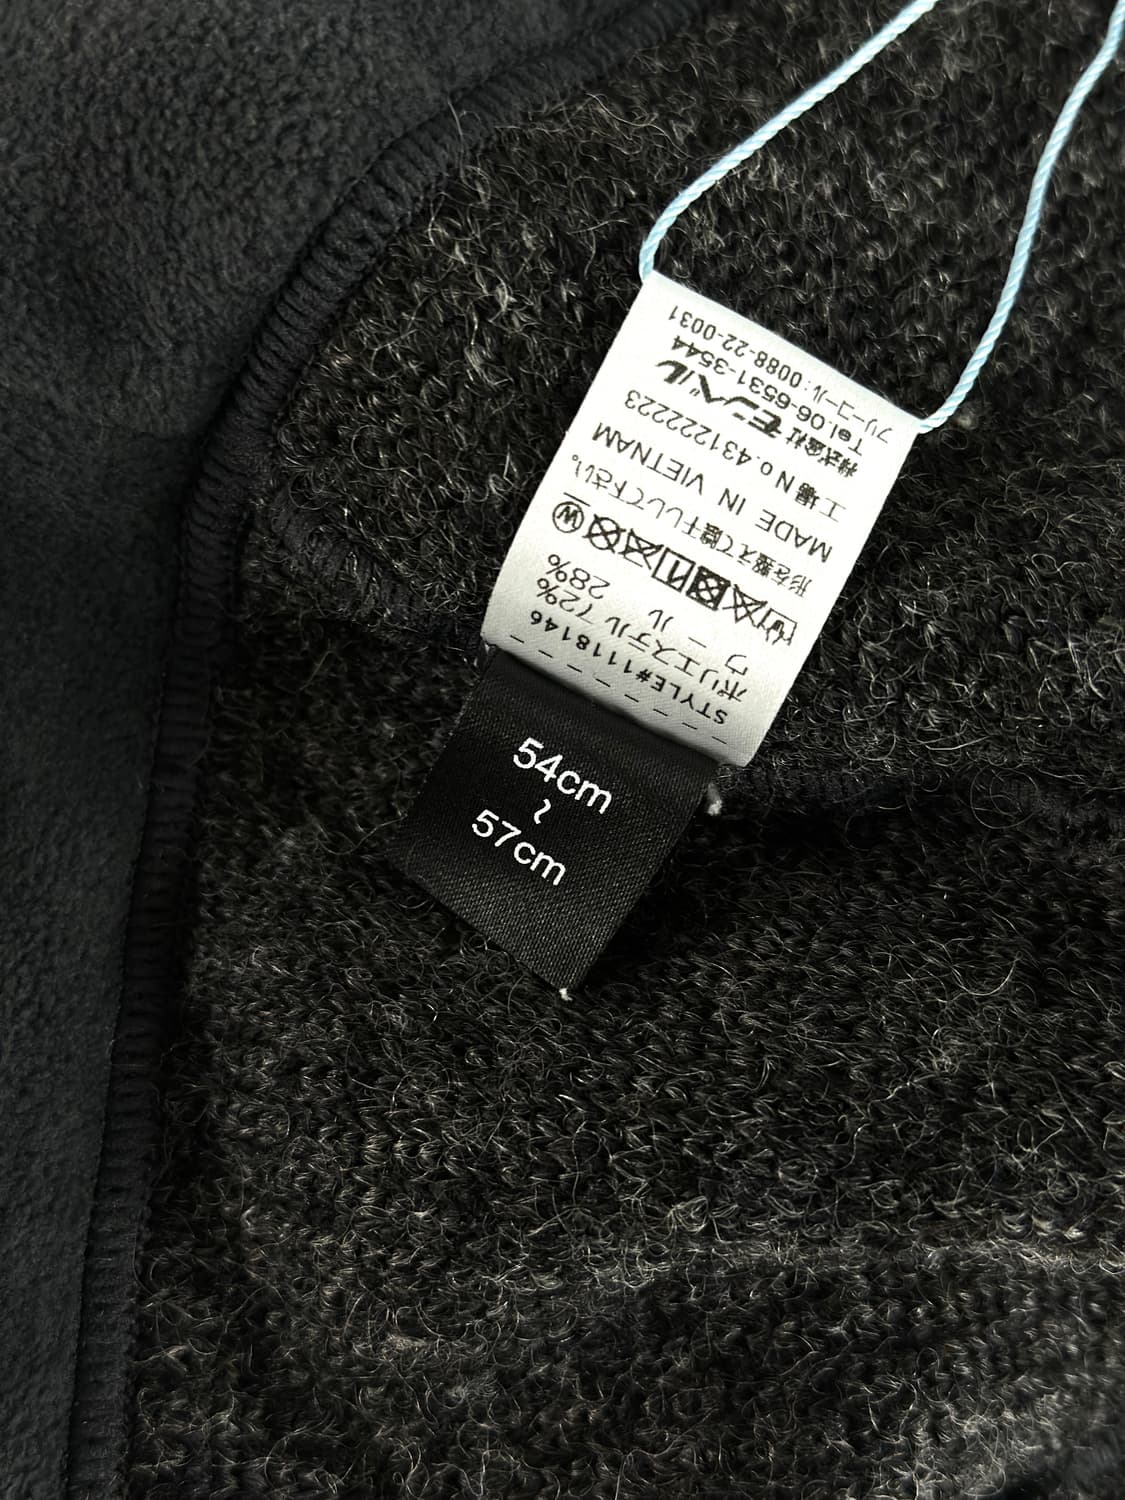 STYLE#1118146
ポリエステル 72%
ウール 28%
形を整えて陰干しして下さい。
MADE IN VIETNAM
工場No.431222223
株式会社モンベル
Tel.06-6531-3544
フリーコール:0088-22-0031
54cm
~
57cm